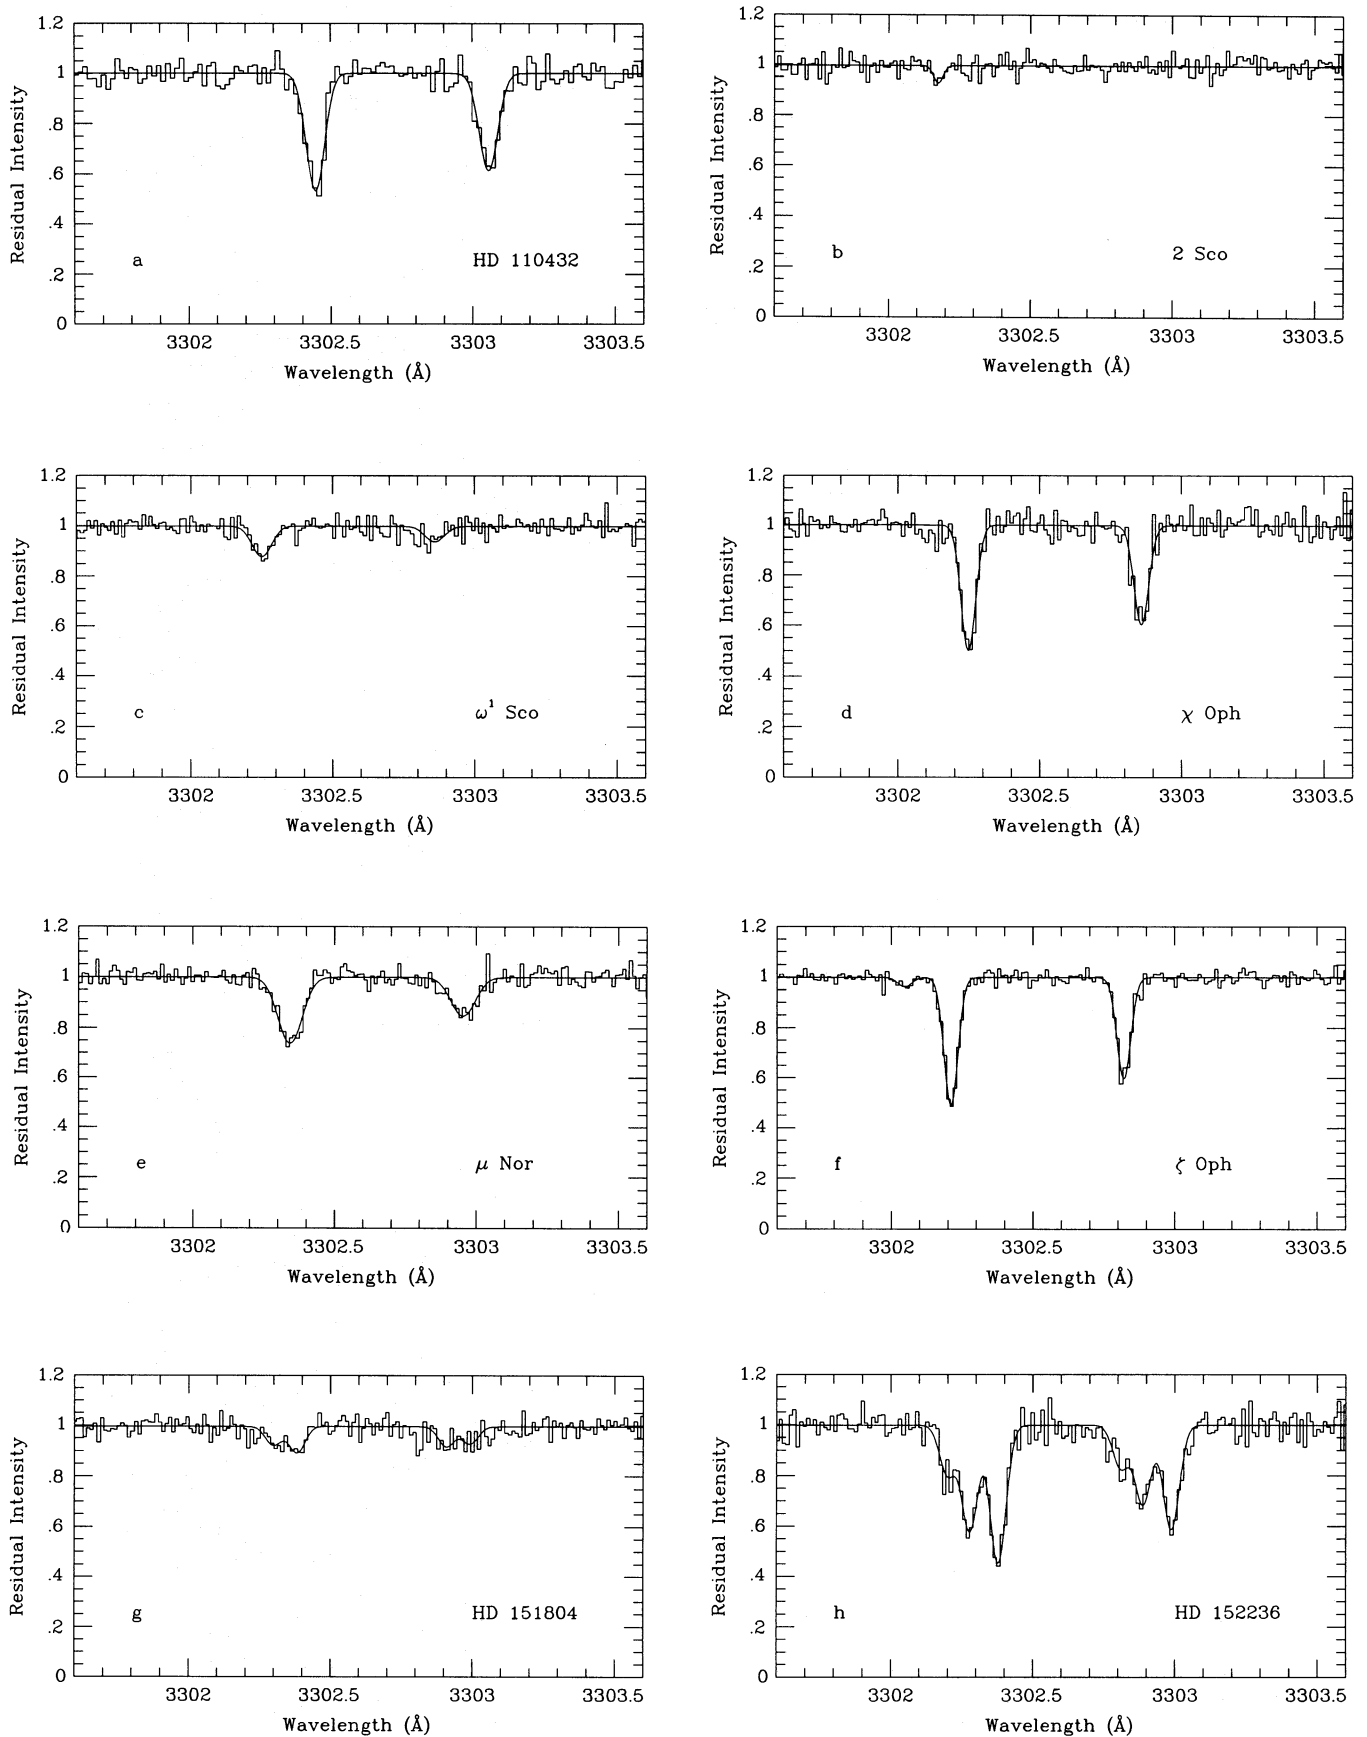 1.2
1
.8
.6
.4
.2
0
Residual Intensity
a
HD 110432
3302
3302.5
3303
3303.5
Wavelength (Å)
1.2
1
.8
.6
.4
.2
0
Residual Intensity
b
2 Sco
3302
3302.5
3303
3303.5
Wavelength (Å)
1.2
1
.8
.6
.4
.2
0
Residual Intensity
c
ω¹ Sco
3302
3302.5
3303
3303.5
Wavelength (Å)
1.2
1
.8
.6
.4
.2
0
Residual Intensity
d
χ Oph
3302
3302.5
3303
3303.5
Wavelength (Å)
1.2
1
.8
.6
.4
.2
0
Residual Intensity
e
μ Nor
3302
3302.5
3303
3303.5
Wavelength (Å)
1.2
1
.8
.6
.4
.2
0
Residual Intensity
f
ζ Oph
3302
3302.5
3303
3303.5
Wavelength (Å)
1.2
1
.8
.6
.4
.2
0
Residual Intensity
g
HD 151804
3302
3302.5
3303
3303.5
Wavelength (Å)
1.2
1
.8
.6
.4
.2
0
Residual Intensity
h
HD 152236
3302
3302.5
3303
3303.5
Wavelength (Å)